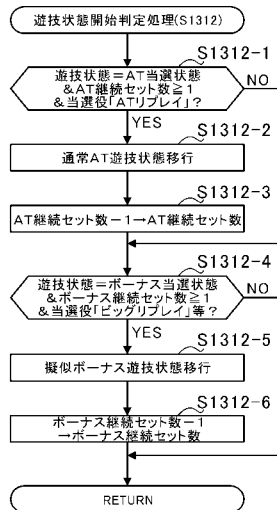 遊技状態開始判定処理(S1312)
S1312-1
遊技状態=AT当選状態
&AT継続セット数≧1
&当選役「ATリプレイ」?
NO
YES
S1312-2
通常AT遊技状態移行
S1312-3
AT継続セット数-1→AT継続セット数
S1312-4
遊技状態=ボーナス当選状態
&ボーナス継続セット数≧1
&当選役「ビッグリプレイ」等?
NO
YES
S1312-5
擬似ボーナス遊技状態移行
S1312-6
ボーナス継続セット数-1
→ボーナス継続セット数
RETURN